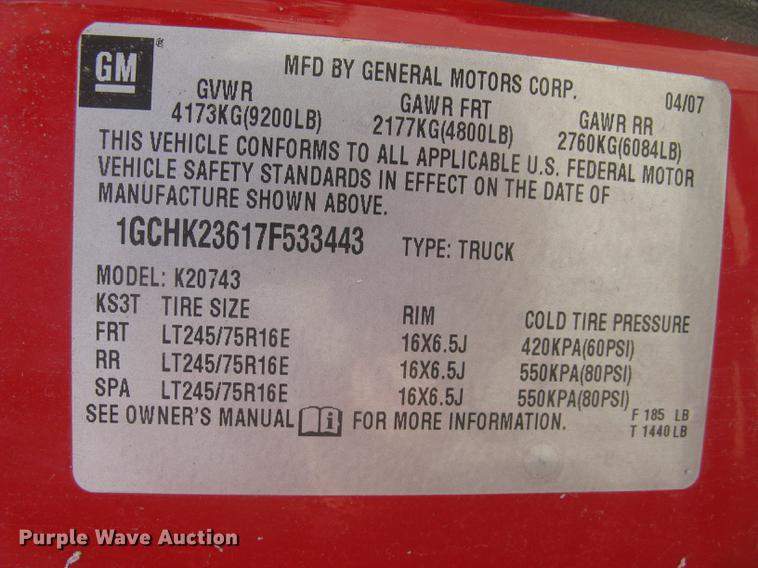 GM ®
MFD BY GENERAL MOTORS CORP. 04/07
GVWR GAWR FRT GAWR RR
4173KG(9200LB) 2177KG(4800LB) 2760KG(6084LB)
THIS VEHICLE CONFORMS TO ALL APPLICABLE U.S. FEDERAL MOTOR
VEHICLE SAFETY STANDARDS IN EFFECT ON THE DATE OF
MANUFACTURE SHOWN ABOVE.
1GCHK23617F533443 TYPE: TRUCK
MODEL: K20743
KS3T TIRE SIZE RIM COLD TIRE PRESSURE
FRT LT245/75R16E 16X6.5J 420KPA(60PSI)
RR LT245/75R16E 16X6.5J 550KPA(80PSI)
SPA LT245/75R16E 16X6.5J 550KPA(80PSI)
SEE OWNER'S MANUAL i FOR MORE INFORMATION. F 185 LB
T 1440 LB
Purple Wave Auction